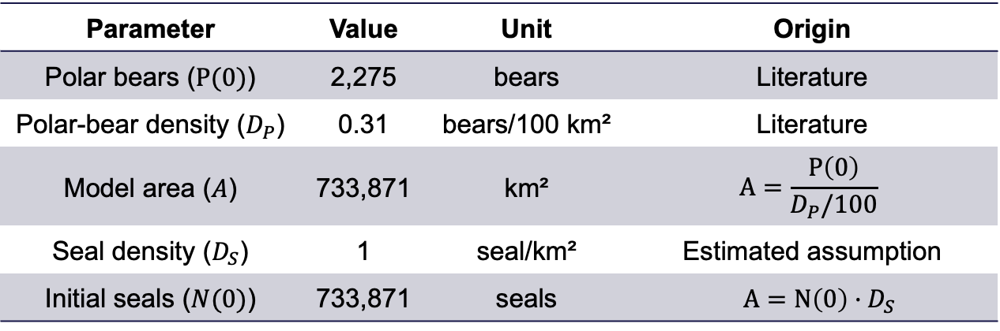 Parameter Value Unit Origin
Polar bears (P(0)) 2,275 bears Literature
Polar-bear density (D_P) 0.31 bears/100 km² Literature
Model area (A) 733,871 km² A = P(0) / (D_P/100)
Seal density (D_S) 1 seal/km² Estimated assumption
Initial seals (N(0)) 733,871 seals A = N(0) · D_S